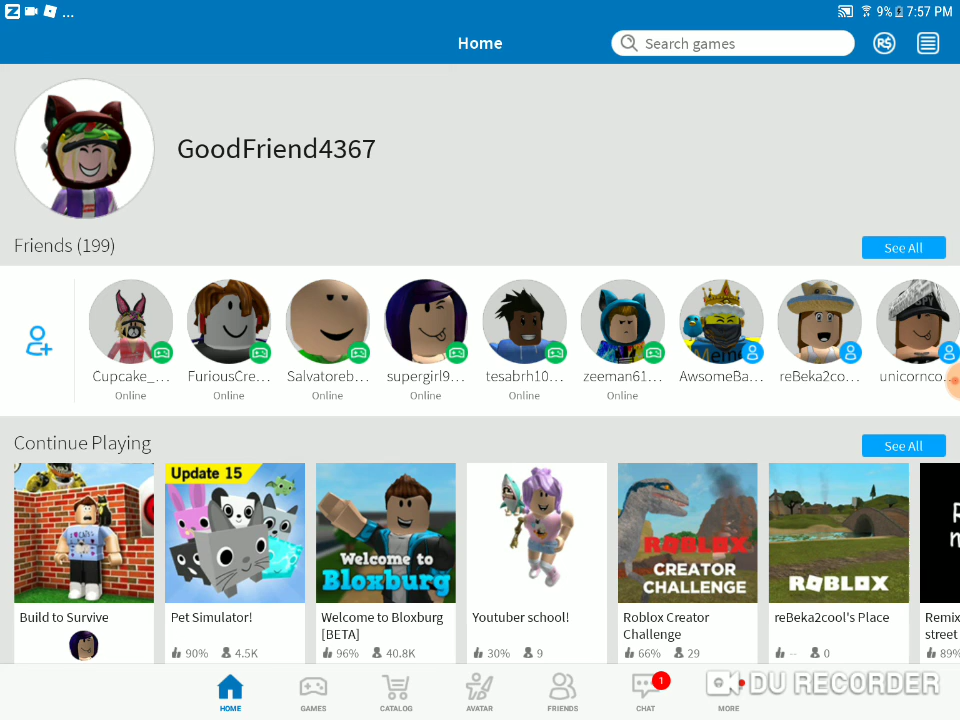 ...
9% 7:57 PM
Home
Search games
R$
GoodFriend4367
Friends (199)
See All
Cupcake_...
FuriousCre...
Salvatoreb...
supergirl9...
tesabrh10...
zeeman61...
AwsomeBa...
reBeka2co...
unicornco...
Online
Online
Online
Online
Online
Online
Continue Playing
See All
Update 15
Welcome to
Bloxburg
ROBLOX
CREATOR
CHALLENGE
ROBLOX
Build to Survive
Pet Simulator!
Welcome to Bloxburg
[BETA]
Youtuber school!
Roblox Creator
Challenge
reBeka2cool's Place
Remix
street
90% 4.5K
96% 40.8K
30% 9
66% 29
-- 0
89%
1
HOME
GAMES
CATALOG
AVATAR
FRIENDS
CHAT
MORE
DU RECORDER